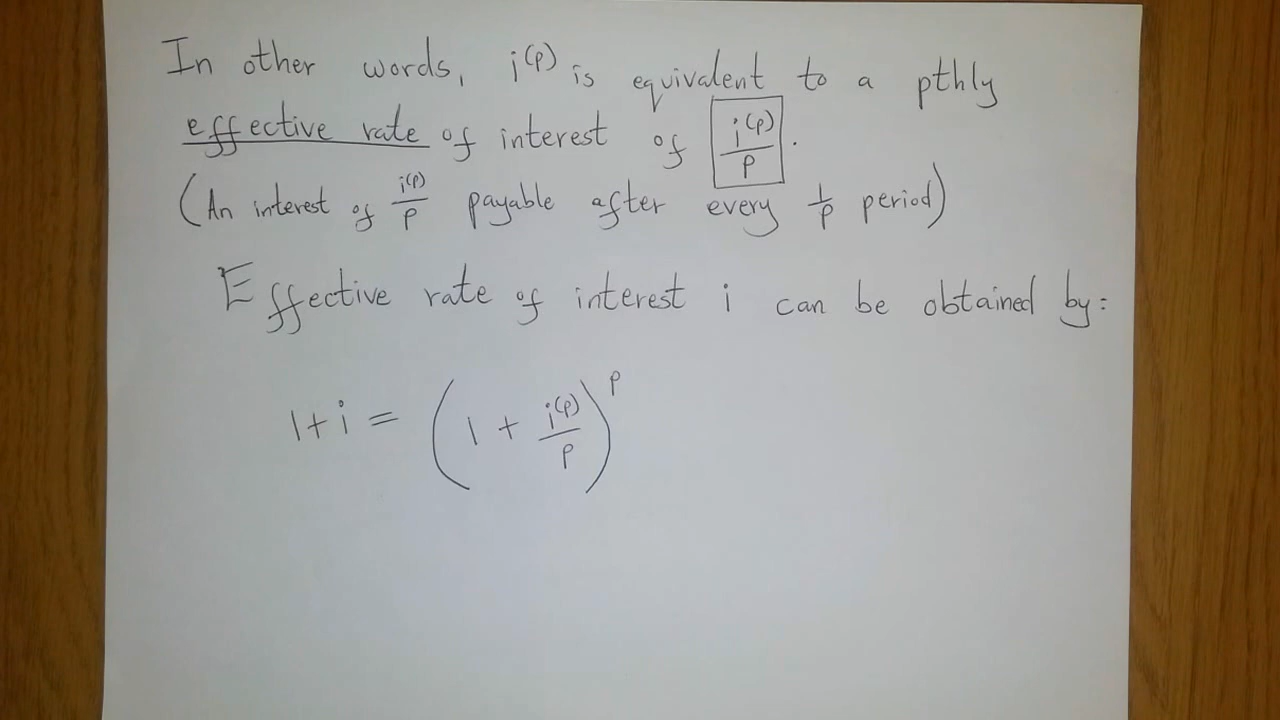 In other words, i^(p) is equivalent to a pthly
effective rate of interest of i^(p)/p.
(An interest of i^(p)/p payable after every 1/p period)
Effective rate of interest i can be obtained by:
1+i = (1 + i^(p)/p)^p